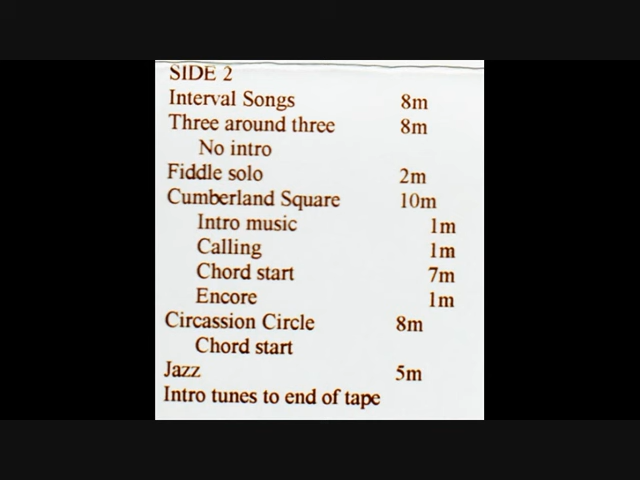 SIDE 2
Interval Songs 8m
Three around three 8m
No intro
Fiddle solo 2m
Cumberland Square 10m
Intro music 1m
Calling 1m
Chord start 7m
Encore 1m
Circassion Circle 8m
Chord start
Jazz 5m
Intro tunes to end of tape